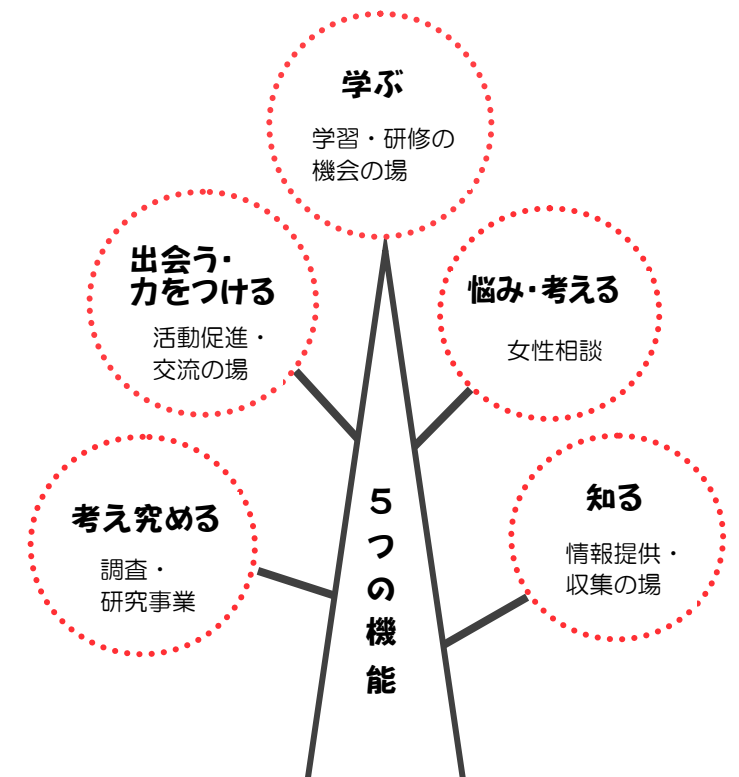 学ぶ
学習・研修の
機会の場
出会う・
力をつける
活動促進・
交流の場
悩み・考える
女性相談
考え究める
調査・
研究事業
知る
情報提供・
収集の場
5つの機能